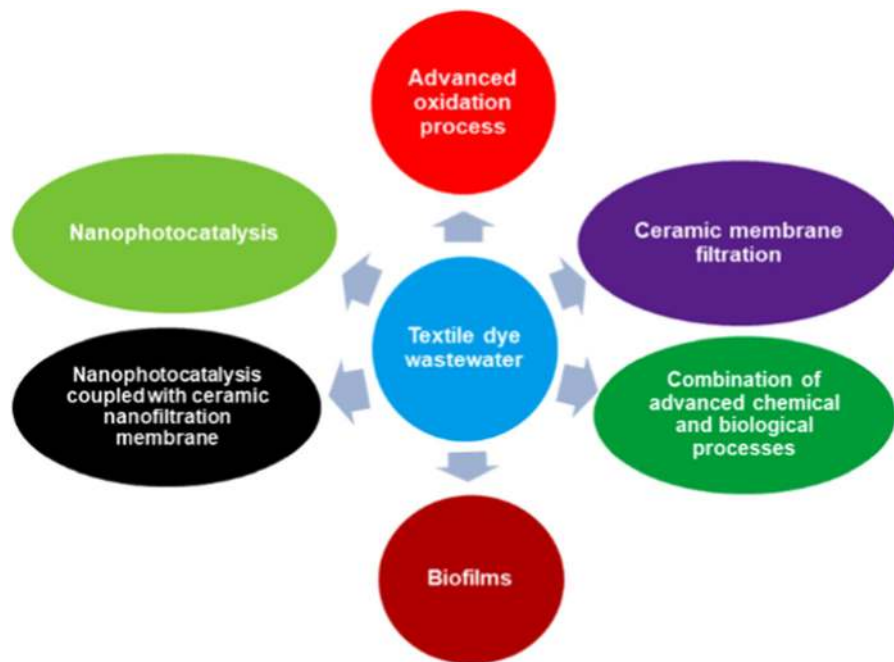 Advanced
oxidation
process
Nanophotocatalysis
Ceramic membrane
filtration
Textile dye
wastewater
Nanophotocatalysis
coupled with ceramic
nanofiltration
membrane
Combination of
advanced chemical
and biological
processes
Biofilms